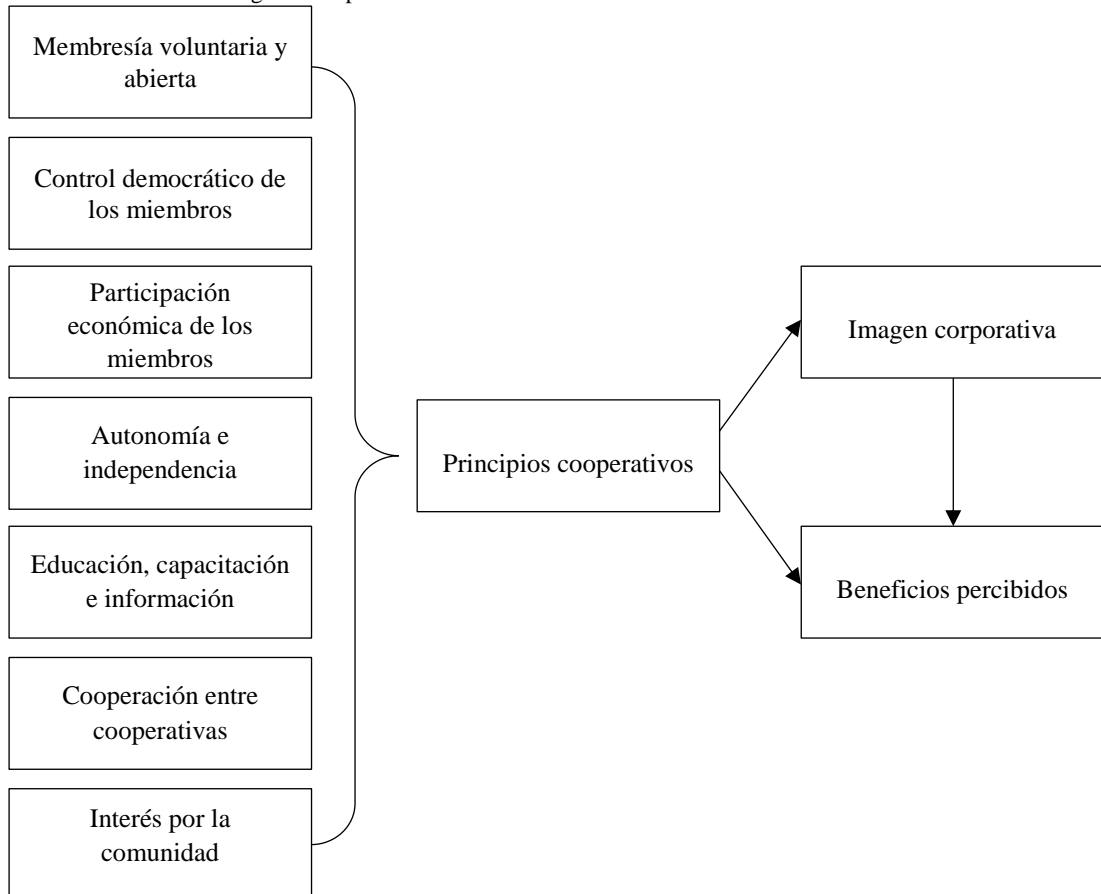 Membresía voluntaria y
abierta
Control democrático de
los miembros
Participación
económica de los
miembros
Autonomía e
independencia
Educación, capacitación
e información
Cooperación entre
cooperativas
Interés por la
comunidad
Principios cooperativos
Imagen corporativa
Beneficios percibidos